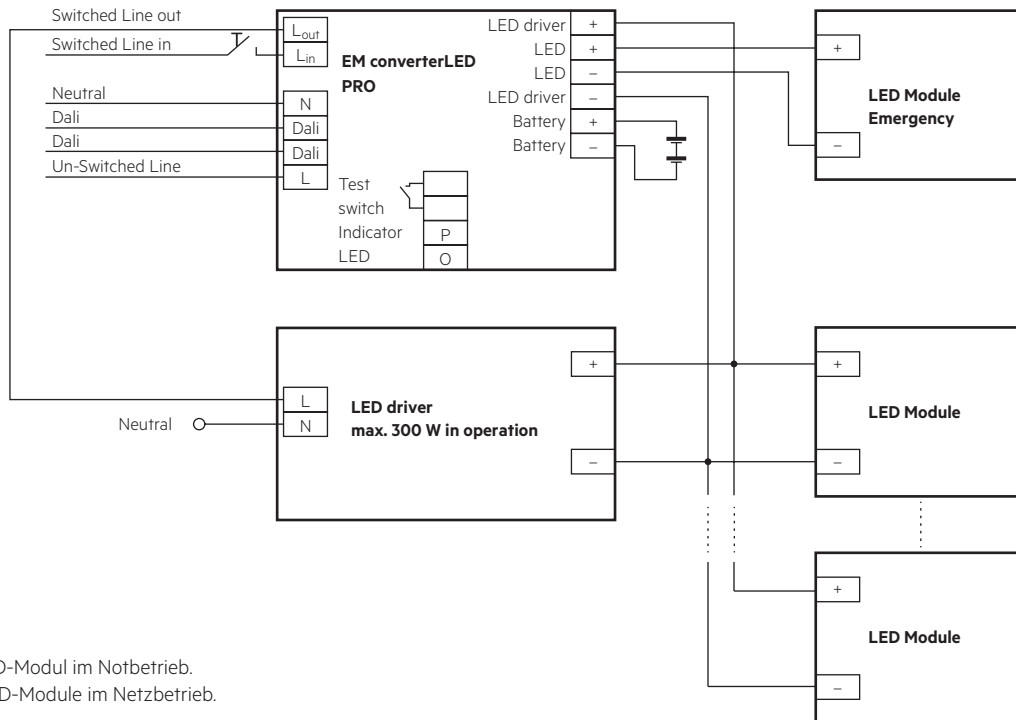 Switched Line out
Switched Line in
Neutral
Dali
Dali
Un-Switched Line
Lout
Lin
N
Dali
Dali
L
EM converterLED
PRO
Test
switch
Indicator
LED
P
O
LED driver +
LED +
LED –
LED driver –
Battery +
Battery –
+
–
LED Module
Emergency
L
N
Neutral
LED driver
max. 300 W in operation
+
–
+
–
LED Module
+
–
LED Module
D-Modul im Notbetrieb.
ED-Module im Netzbetrieb.